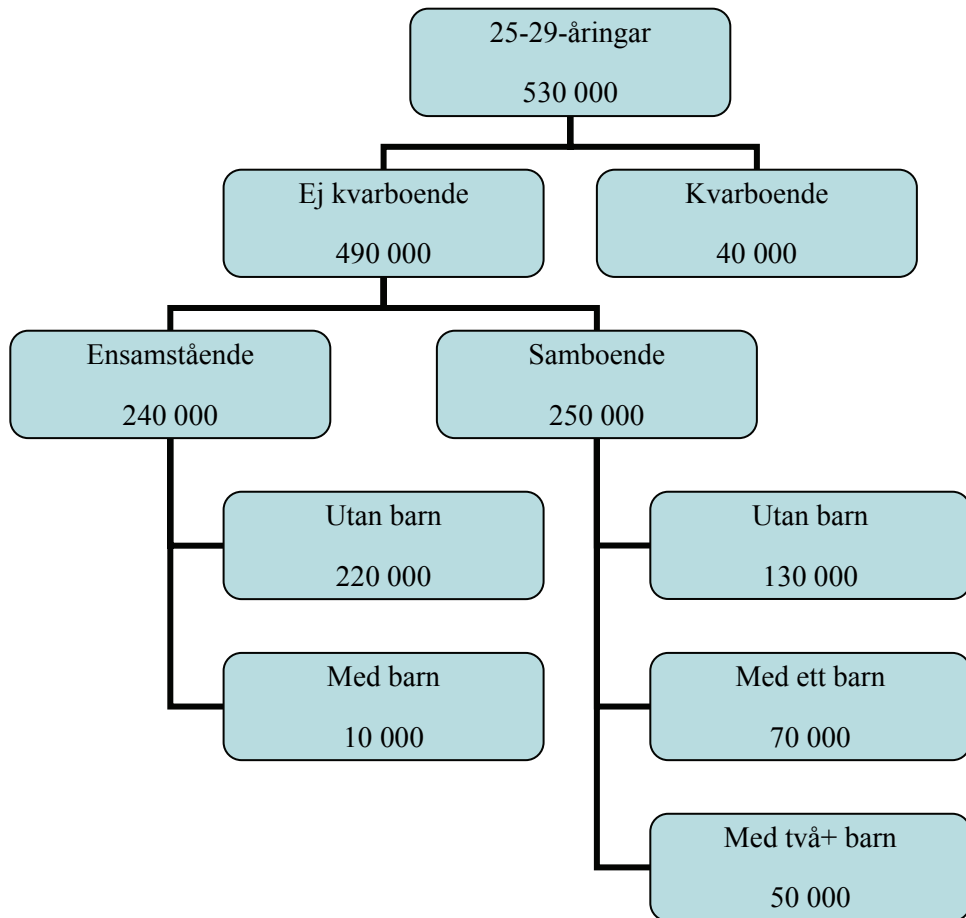 25-29-åringar
530 000
Ej kvarboende
490 000
Kvarboende
40 000
Ensamstående
240 000
Samboende
250 000
Utan barn
220 000
Utan barn
130 000
Med barn
10 000
Med ett barn
70 000
Med två+ barn
50 000